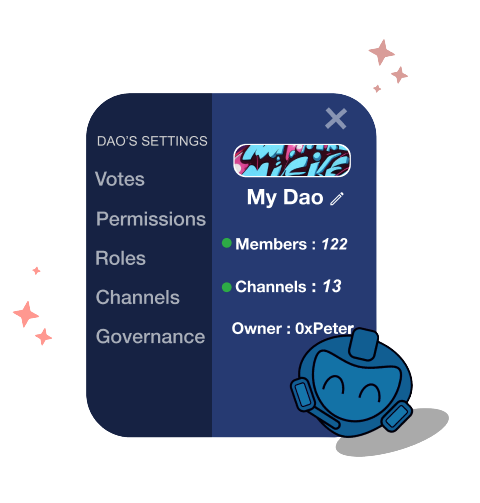 DAO'S SETTINGS
Votes
Permissions
Roles
Channels
Governance
My Dao
Members : 122
Channels : 13
Owner : 0xPeter